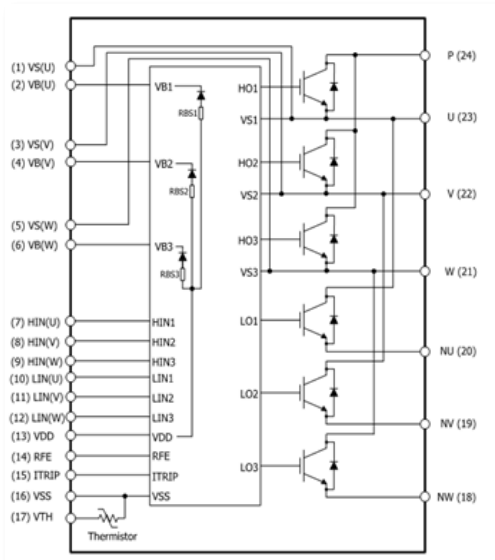 (1) VS(U)
(2) VB(U)
(3) VS(V)
(4) VB(V)
(5) VS(W)
(6) VB(W)
(7) HIN(U)
(8) HIN(V)
(9) HIN(W)
(10) LIN(U)
(11) LIN(V)
(12) LIN(W)
(13) VDD
(14) RFE
(15) ITRIP
(16) VSS
(17) VTH
Thermistor
VB1
RBS1
VB2
RBS2
VB3
RBS3
HIN1
HIN2
HIN3
LIN1
LIN2
LIN3
VDD
RFE
ITRIP
VSS
HO1
VS1
HO2
VS2
HO3
VS3
LO1
LO2
LO3
P (24)
U (23)
V (22)
W (21)
NU (20)
NV (19)
NW (18)